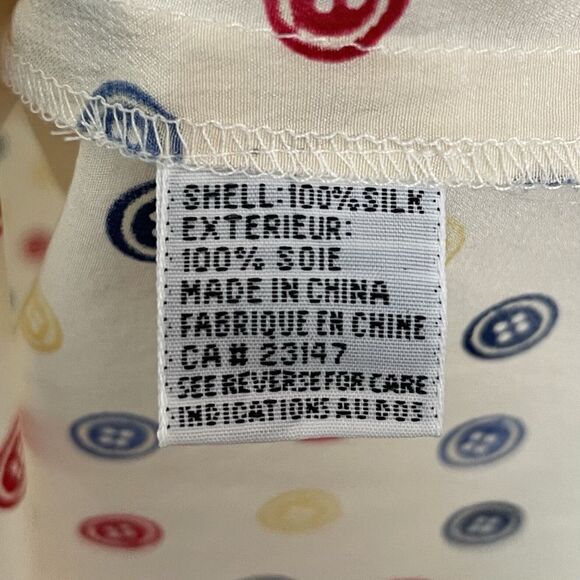 SHELL:100% SILK
EXTERIEUR:
100% SOIE
MADE IN CHINA
FABRIQUE EN CHINE
CA# 23147
SEE REVERSE FOR CARE
INDICATIONS AU DOS